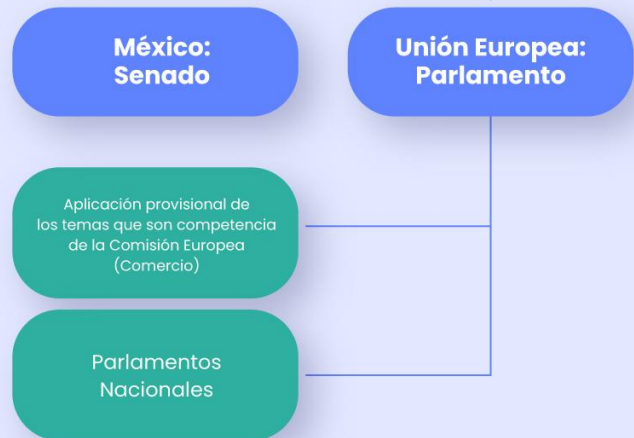 México:
Senado
Unión Europea:
Parlamento
Aplicación provisional de
los temas que son competencia
de la Comisión Europea
(Comercio)
Parlamentos
Nacionales